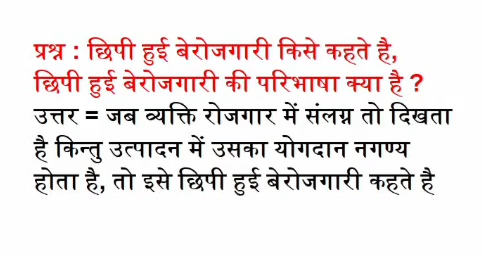 प्रश्न : छिपी हुई बेरोजगारी किसे कहते है,
छिपी हुई बेरोजगारी की परिभाषा क्या है ?
उत्तर = जब व्यक्ति रोजगार में संलग्न तो दिखता
है किन्तु उत्पादन में उसका योगदान नगण्य
होता है, तो इसे छिपी हुई बेरोजगारी कहते है